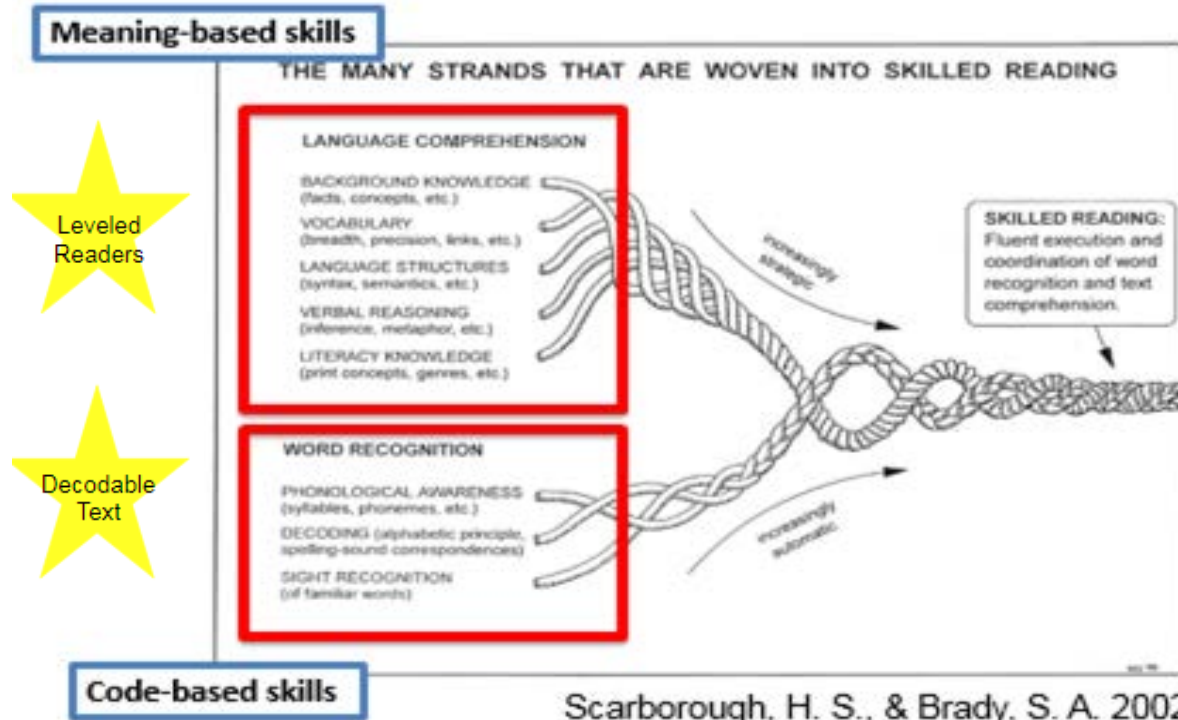 Meaning-based skills
THE MANY STRANDS THAT ARE WOVEN INTO SKILLED READING
Leveled
Readers
LANGUAGE COMPREHENSION
BACKGROUND KNOWLEDGE
(facts, concepts, etc.)
VOCABULARY
(breadth, precision, links, etc.)
LANGUAGE STRUCTURES
(syntax, semantics, etc.)
VERBAL REASONING
(inference, metaphor, etc.)
LITERACY KNOWLEDGE
(print concepts, genres, etc.)
increasingly
strategic
SKILLED READING:
Fluent execution and
coordination of word
recognition and text
comprehension.
Decodable
Text
WORD RECOGNITION
PHONOLOGICAL AWARENESS
(syllables, phonemes, etc.)
DECODING (alphabetic principle,
spelling-sound correspondences)
SIGHT RECOGNITION
(of familiar words)
increasingly
automatic
Code-based skills
Scarborough, H. S., & Brady, S. A. 2002